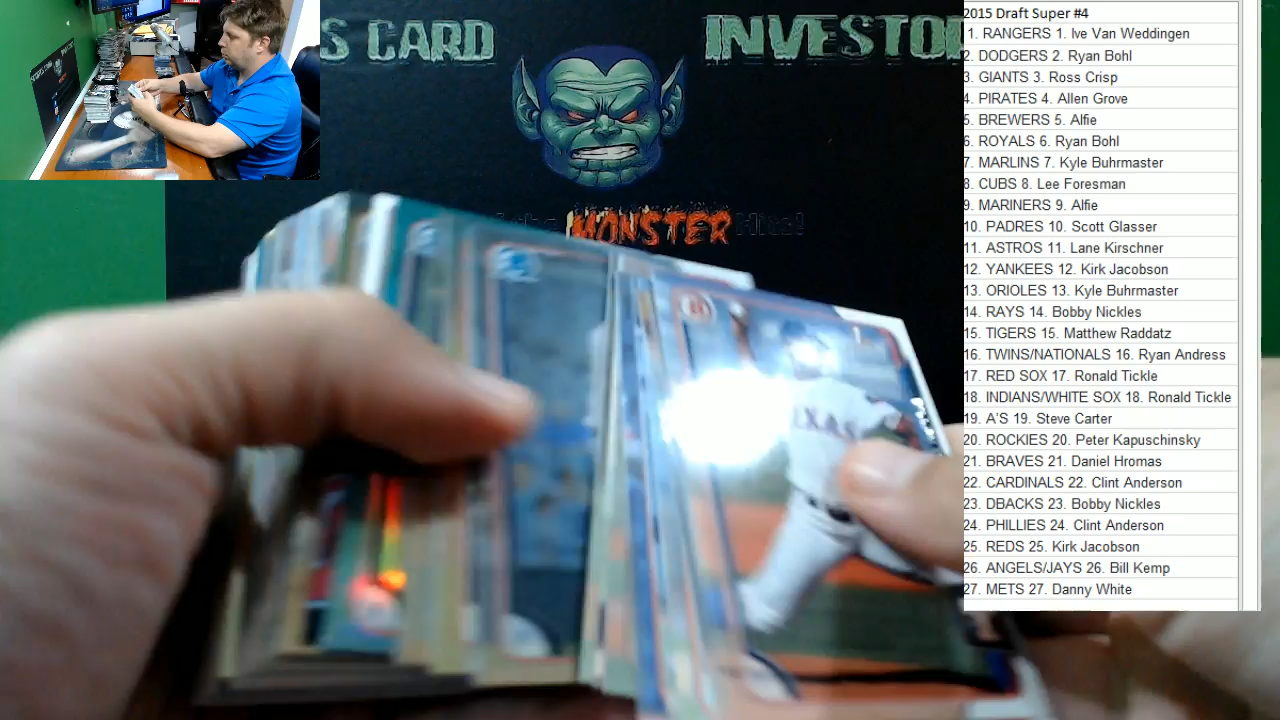 S CARD INVESTO
the MONSTER Hits!
2015 Draft Super #4
1. RANGERS 1. Ive Van Weddingen
2. DODGERS 2. Ryan Bohl
3. GIANTS 3. Ross Crisp
4. PIRATES 4. Allen Grove
5. BREWERS 5. Alfie
6. ROYALS 6. Ryan Bohl
7. MARLINS 7. Kyle Buhrmaster
8. CUBS 8. Lee Foresman
9. MARINERS 9. Alfie
10. PADRES 10. Scott Glasser
11. ASTROS 11. Lane Kirschner
12. YANKEES 12. Kirk Jacobson
13. ORIOLES 13. Kyle Buhrmaster
14. RAYS 14. Bobby Nickles
15. TIGERS 15. Matthew Raddatz
16. TWINS/NATIONALS 16. Ryan Andress
17. RED SOX 17. Ronald Tickle
18. INDIANS/WHITE SOX 18. Ronald Tickle
19. A'S 19. Steve Carter
20. ROCKIES 20. Peter Kapuschinsky
21. BRAVES 21. Daniel Hromas
22. CARDINALS 22. Clint Anderson
23. DBACKS 23. Bobby Nickles
24. PHILLIES 24. Clint Anderson
25. REDS 25. Kirk Jacobson
26. ANGELS/JAYS 26. Bill Kemp
27. METS 27. Danny White
EXAS